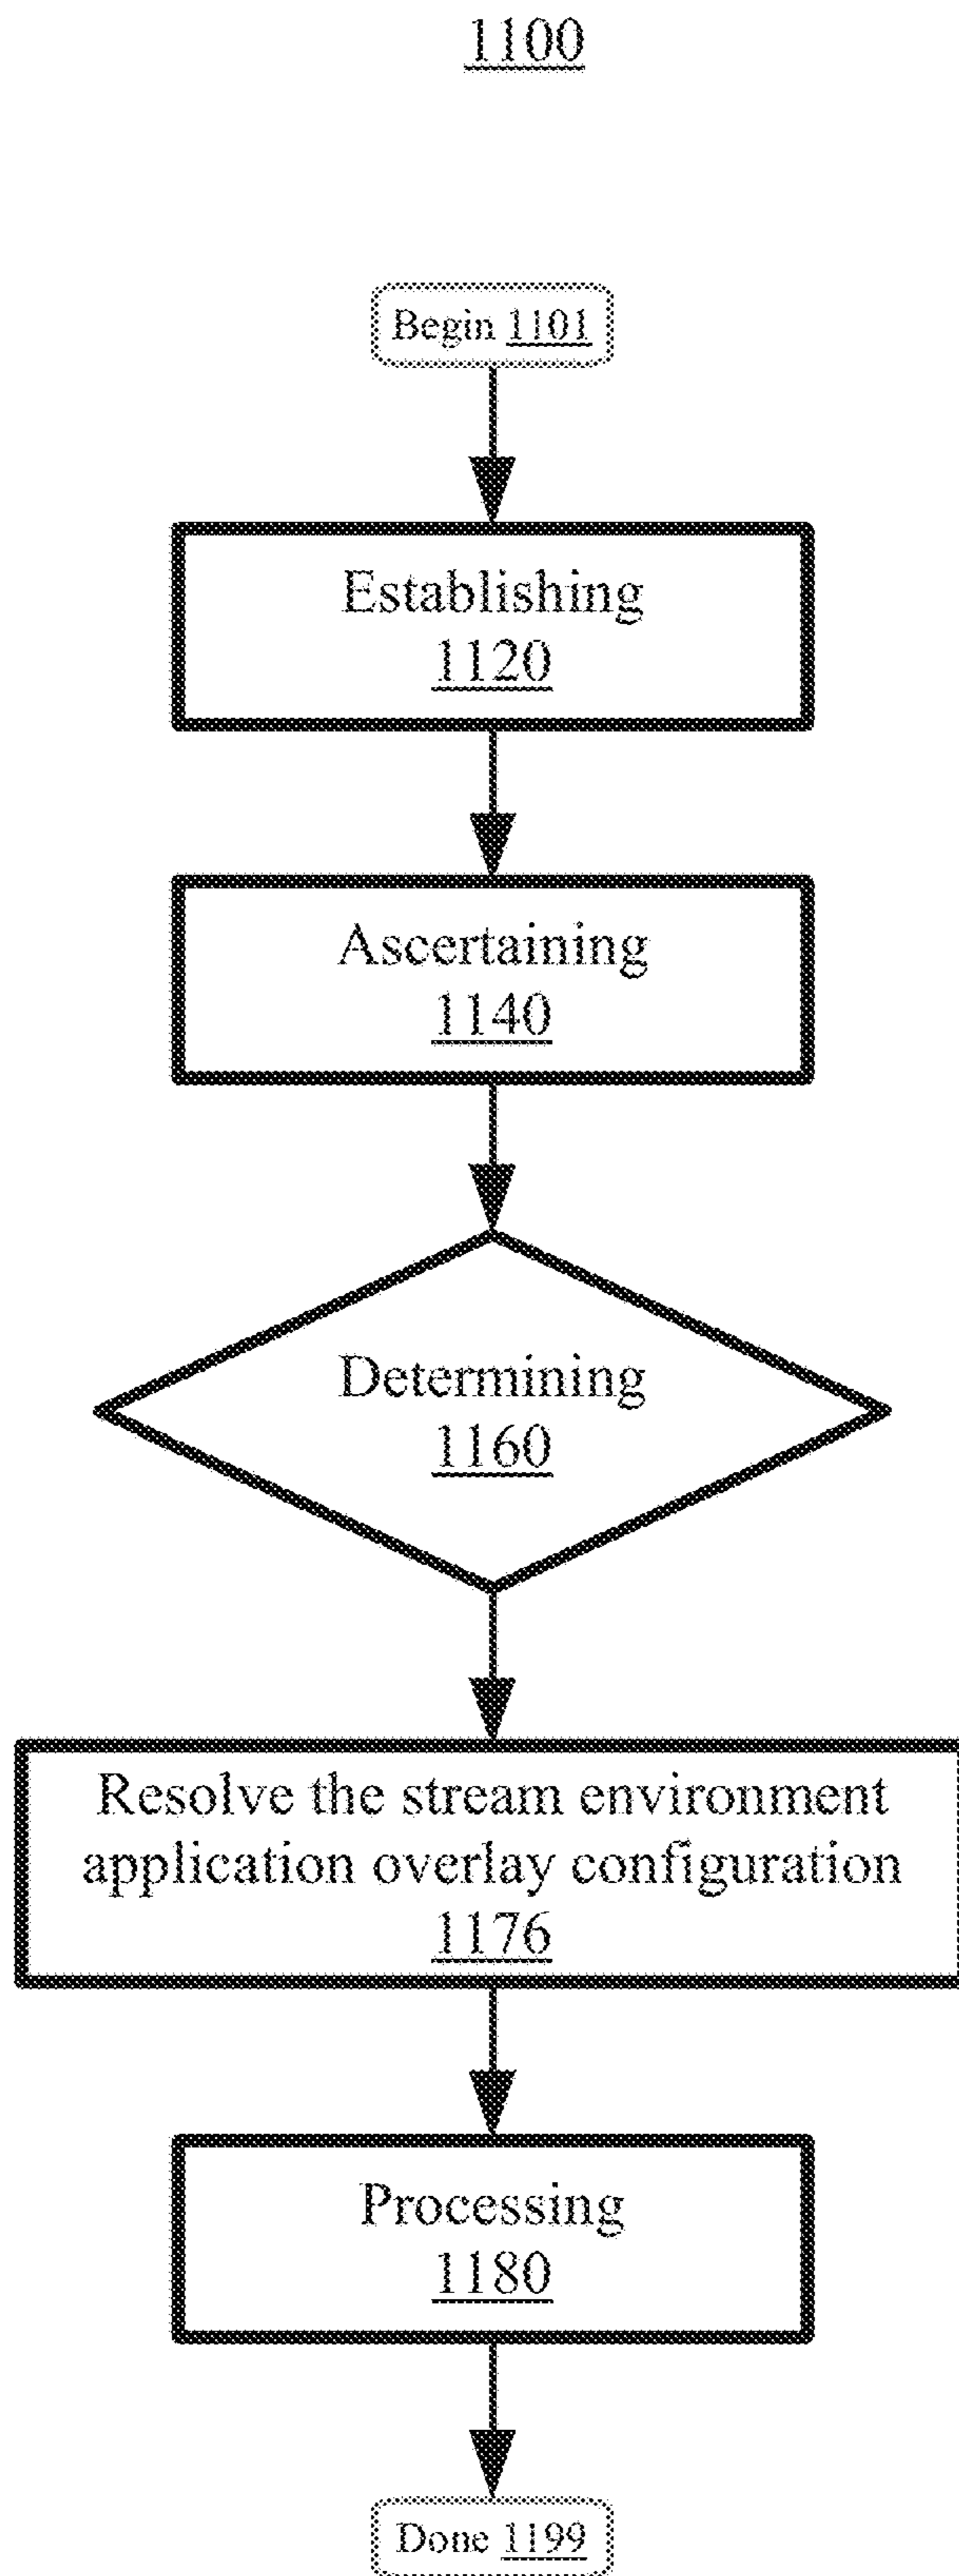 1100
Begin 1101
Establishing
1120
Ascertaining
1140
Determining
1160
Resolve the stream environment
application overlay configuration
1176
Processing
1180
Done 1199